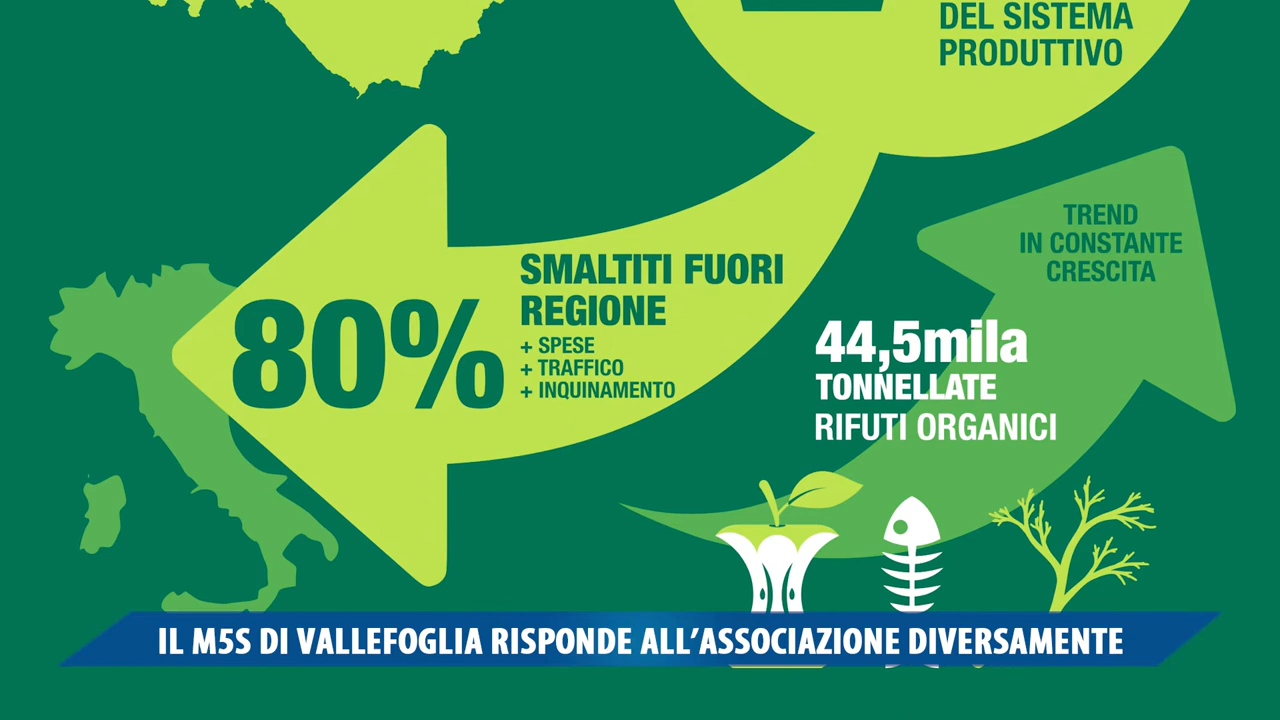 DEL SISTEMA
PRODUTTIVO
TREND
IN CONSTANTE
CRESCITA
80%
SMALTITI FUORI
REGIONE
+ SPESE
+ TRAFFICO
+ INQUINAMENTO
44,5mila
TONNELLATE
RIFUTI ORGANICI
IL M5S DI VALLEFOGLIA RISPONDE ALL'ASSOCIAZIONE DIVERSAMENTE